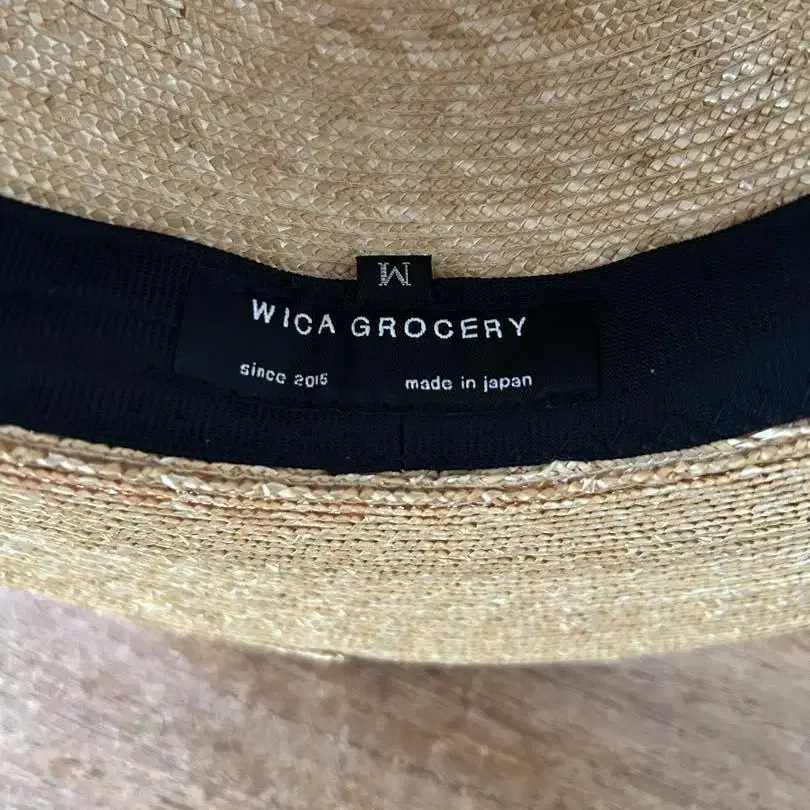 M
WICA GROCERY
since 2015
made in japan